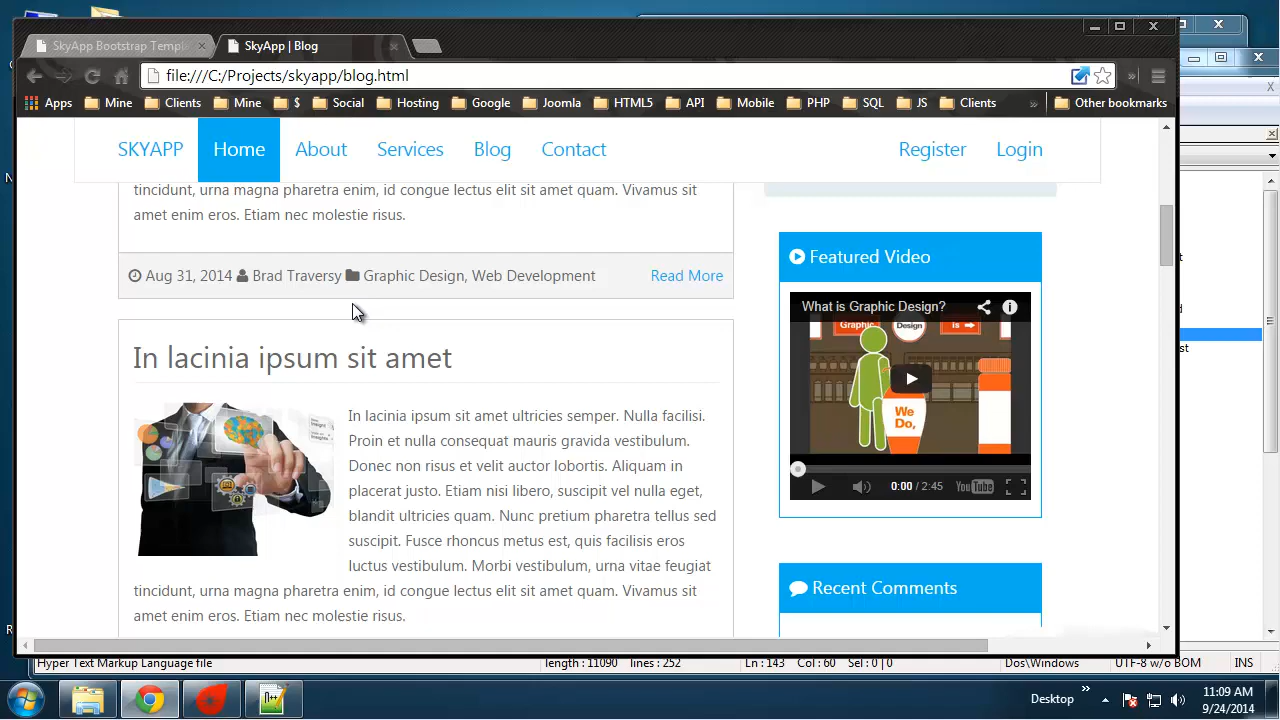 SkyApp Bootstrap Templ
SkyApp | Blog
file:///C:/Projects/skyapp/blog.html
Apps Mine Clients Mine $ Social Hosting Google Joomla HTML5 API Mobile PHP SQL JS Clients » Other bookmarks
SKYAPP Home About Services Blog Contact Register Login
tincidunt, urna magna pharetra enim, id congue lectus elit sit amet quam. Vivamus sit
amet enim eros. Etiam nec molestie risus.
Aug 31, 2014 Brad Traversy Graphic Design, Web Development Read More
In lacinia ipsum sit amet
In lacinia ipsum sit amet ultricies semper. Nulla facilisi.
Proin et nulla consequat mauris gravida vestibulum.
Donec non risus et velit auctor lobortis. Aliquam in
placerat justo. Etiam nisi libero, suscipit vel nulla eget,
blandit ultricies quam. Nunc pretium pharetra tellus sed
suscipit. Fusce rhoncus metus est, quis facilisis eros
luctus vestibulum. Morbi vestibulum, urna vitae feugiat
tincidunt, urna magna pharetra enim, id congue lectus elit sit amet quam. Vivamus sit
amet enim eros. Etiam nec molestie risus.
Featured Video
What is Graphic Design?
Graphic Design Is
We
Do,
0:00 / 2:45 YouTube
Recent Comments
Hyper Text Markup Language file length : 11090 lines : 252 Ln : 143 Col : 60 Sel : 0 | 0 Dos\Windows UTF-8 w/o BOM INS
Desktop »
11:09 AM
9/24/2014